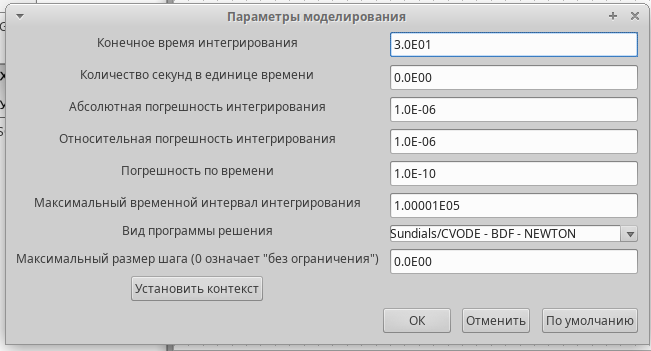 Параметры моделирования
Конечное время интегрирования 3.0E01
Количество секунд в единице времени 0.0E00
Абсолютная погрешность интегрирования 1.0E-06
Относительная погрешность интегрирования 1.0E-06
Погрешность по времени 1.0E-10
Максимальный временной интервал интегрирования 1.00001E05
Вид программы решения Sundials/CVODE - BDF - NEWTON
Максимальный размер шага (0 означает "без ограничения") 0.0E00
Установить контекст
ОК Отменить По умолчанию